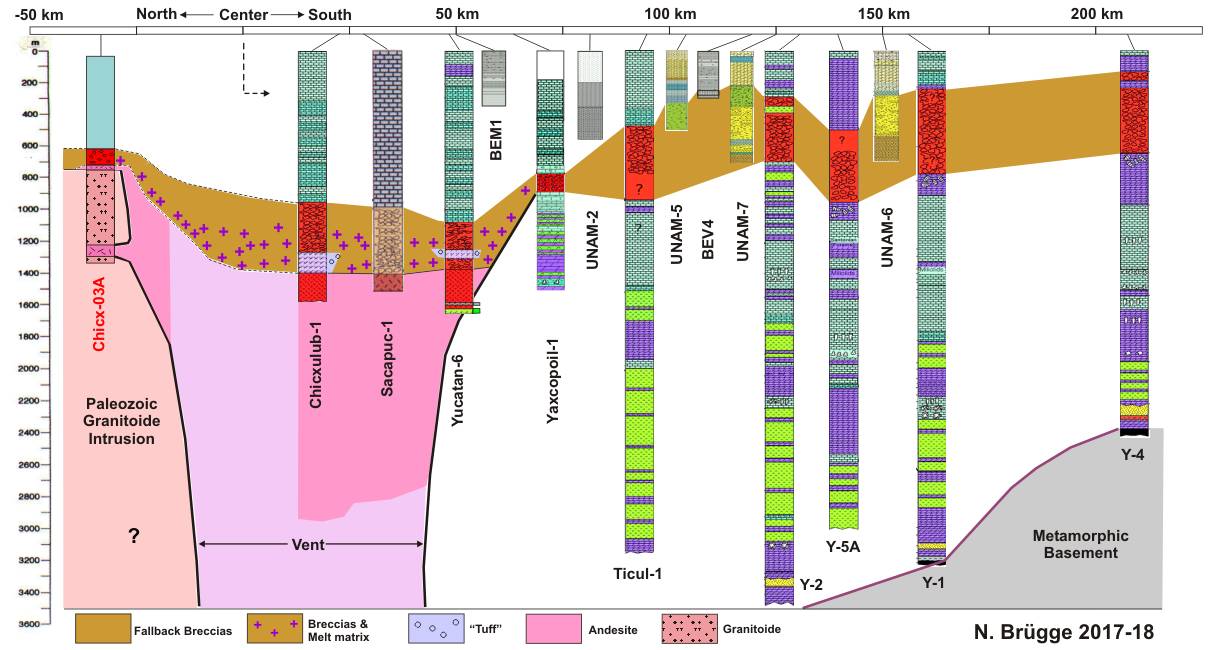 -50 km
North
Center
South
50 km
100 km
150 km
200 km
m
0
200
400
600
800
1000
1200
1400
1600
1800
2000
2200
2400
2600
2800
3000
3200
3400
3600
Chicx-03A
Chicxulub-1
Sacapuc-1
Yucatan-6
BEM1
Yaxcopoil-1
UNAM-2
?
?
Ticul-1
UNAM-5
BEV4
UNAM-7
Y-2
?
Y-5A
UNAM-6
?
Miliolids
Miliolids
Y-1
Y-4
Paleozoic
Granitoide
Intrusion
?
Vent
Metamorphic
Basement
Fallback Breccias
Breccias &
Melt matrix
“Tuff”
Andesite
Granitoide
N. Brügge 2017-18